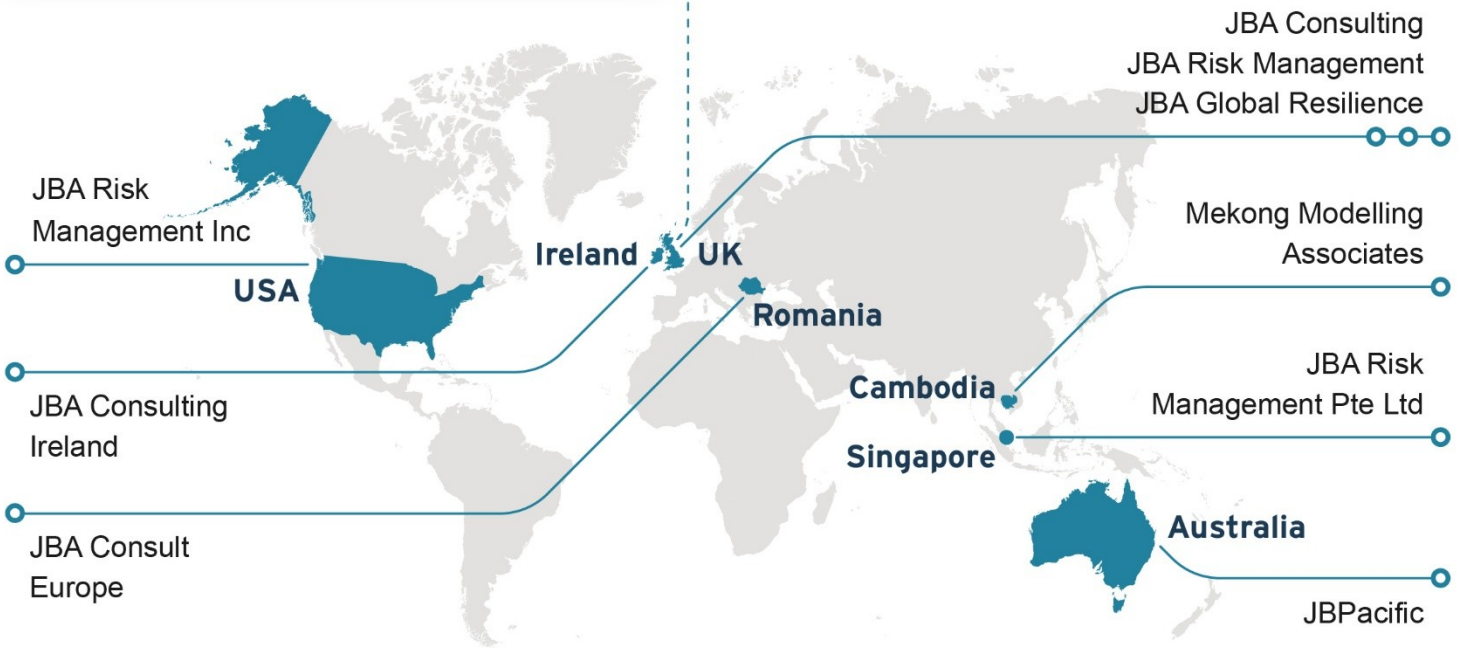 JBA Consulting
JBA Risk Management
JBA Global Resilience
JBA Risk
Management Inc
USA
Ireland
UK
Romania
Mekong Modelling
Associates
Cambodia
JBA Risk
Management Pte Ltd
Singapore
JBA Consulting
Ireland
JBA Consult
Europe
Australia
JBPacific